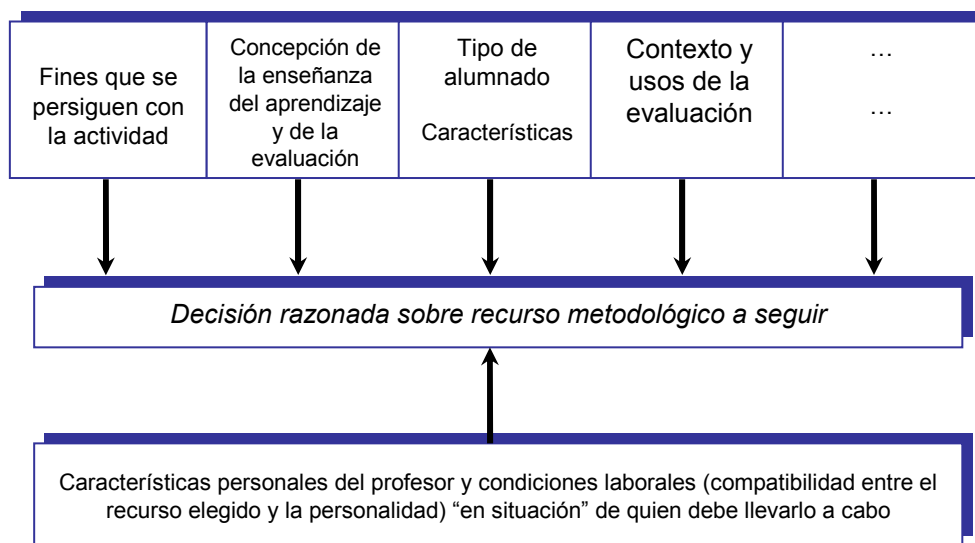 Fines que se
persiguen con
la actividad
Concepción de
la enseñanza
del aprendizaje
y de la
evaluación
Tipo de
alumnado
Características
Contexto y
usos de la
evaluación
…
…
Decisión razonada sobre recurso metodológico a seguir
Características personales del profesor y condiciones laborales (compatibilidad entre el
recurso elegido y la personalidad) “en situación” de quien debe llevarlo a cabo